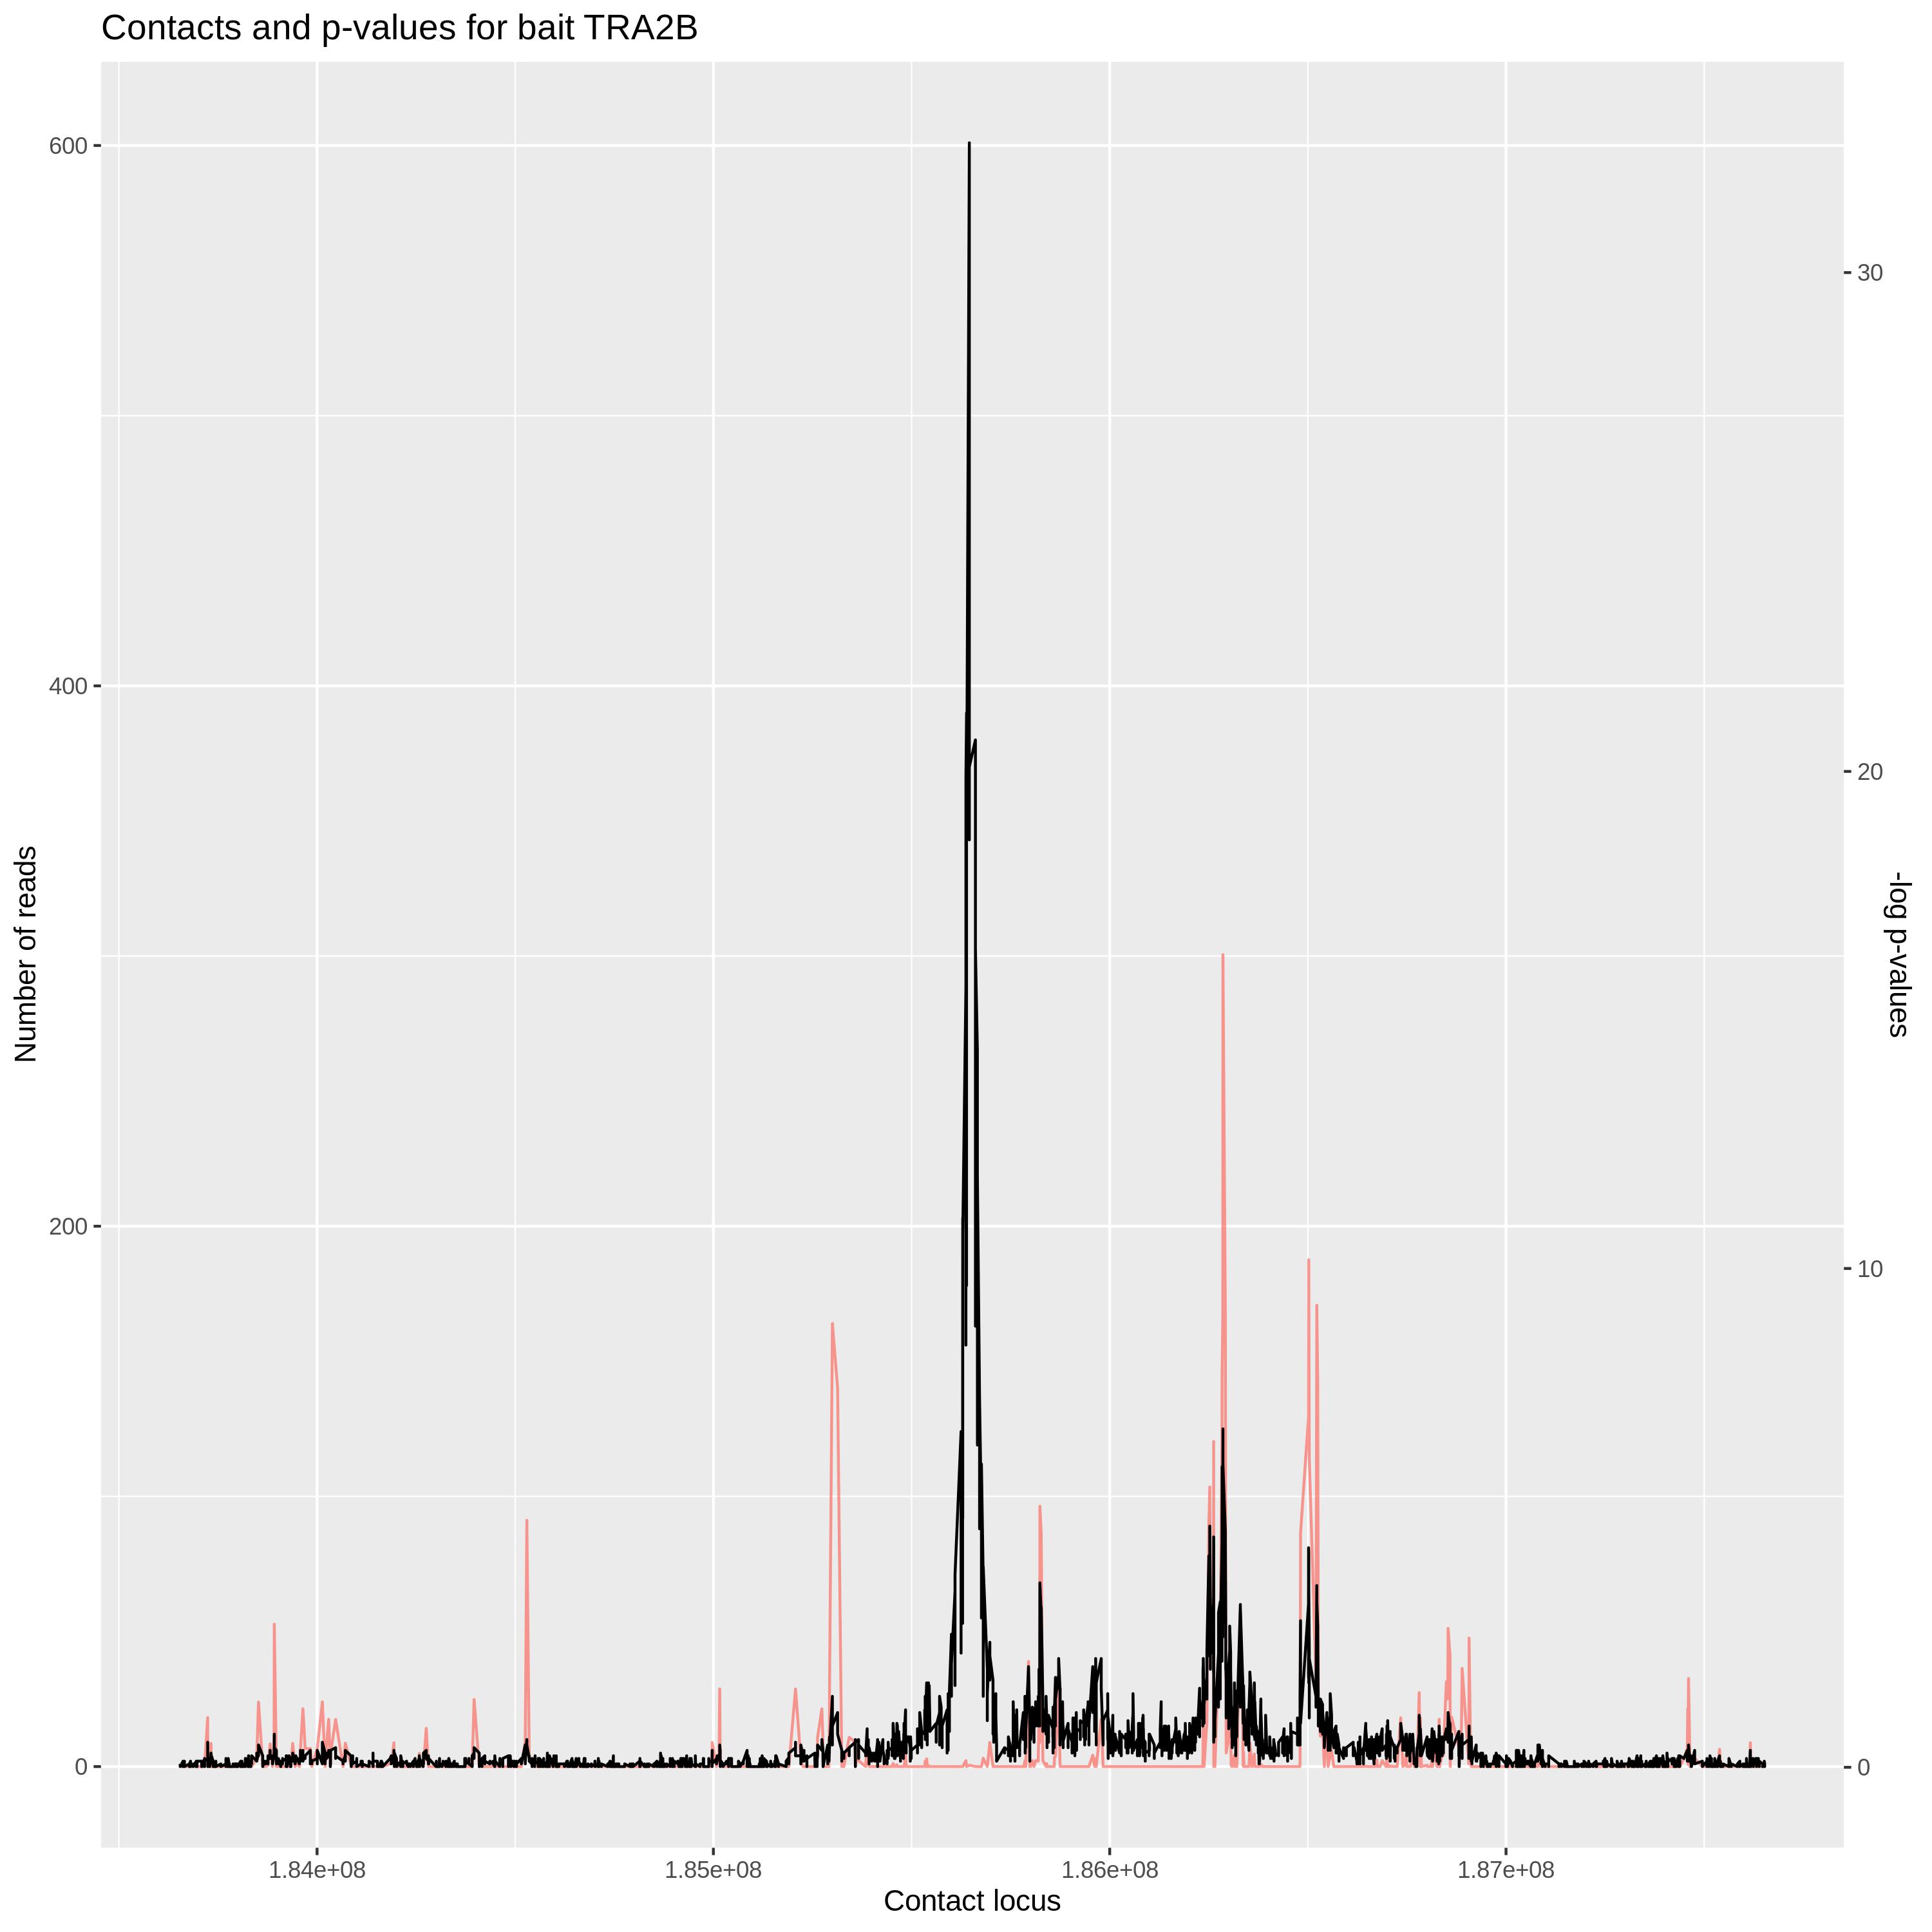 Contacts and p-values for bait TRA2B
600
400
200
0
Number of reads
30
20
10
0
-log p-values
1.84e+08
1.85e+08
1.86e+08
1.87e+08
Contact locus